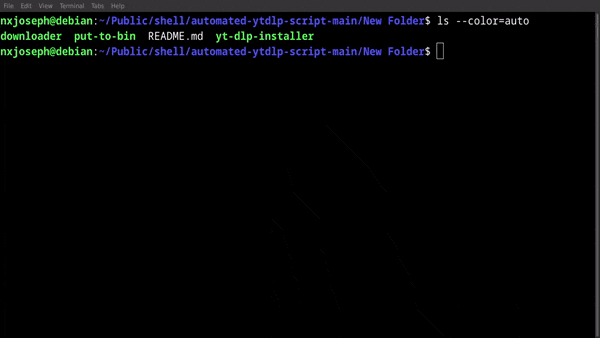 File Edit View Terminal Tabs Help
nxjoseph@debian:~/Public/shell/automated-ytdlp-script-main/New Folder$ ls --color=auto
downloader put-to-bin README.md yt-dlp-installer
nxjoseph@debian:~/Public/shell/automated-ytdlp-script-main/New Folder$